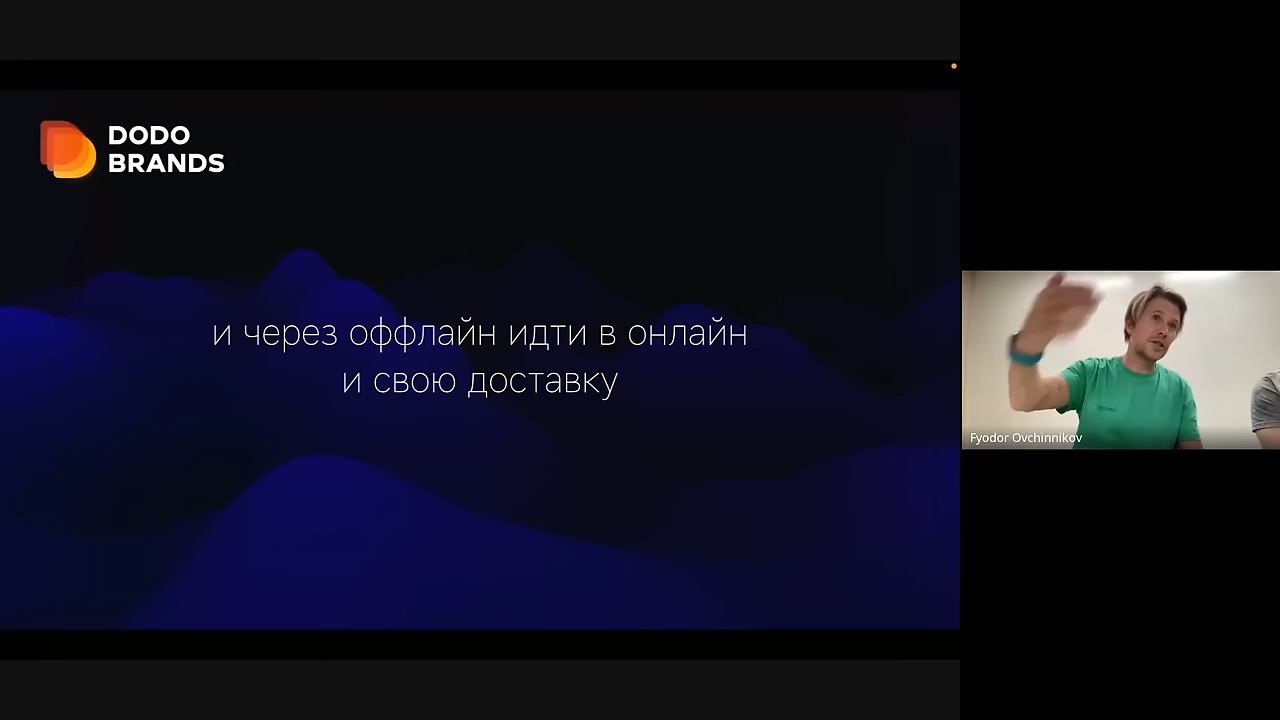 DODO
BRANDS
и через оффлайн идти в онлайн
и свою доставку
Fyodor Ovchinnikov